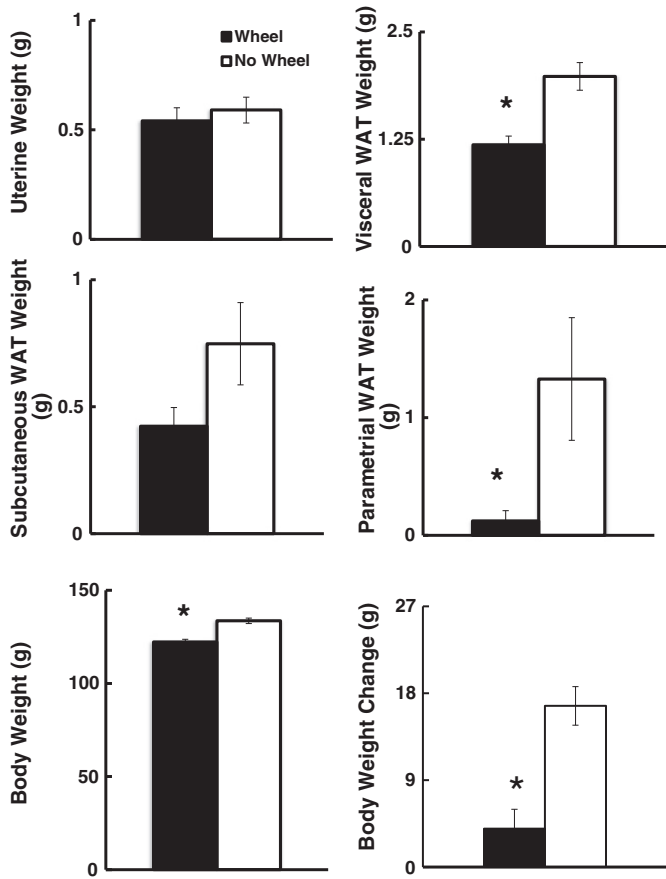 Uterine Weight (g)
1
0.5
0
Wheel
No Wheel
Visceral WAT Weight (g)
2.5
1.25
0
*
Subcutaneous WAT Weight
(g)
1
0.5
0
Parametrial WAT Weight
(g)
2
1
0
*
Body Weight (g)
150
100
50
0
*
Body Weight Change (g)
27
18
9
0
*